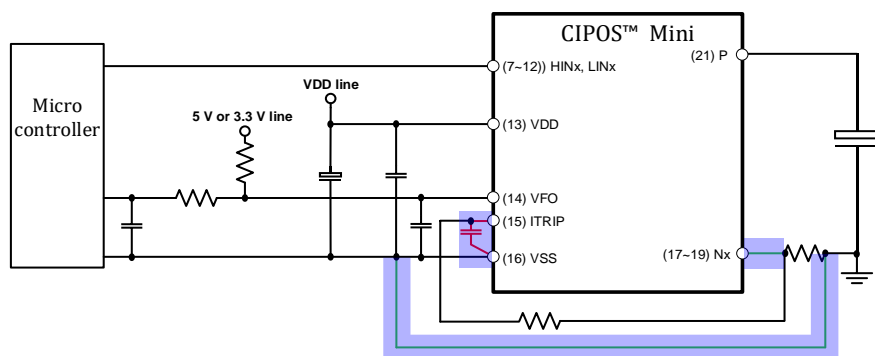 CIPOS™ Mini
(21) P
(7~12)) HINx, LINx
VDD line
Micro
controller
5 V or 3.3 V line
(13) VDD
(14) VFO
(15) ITRIP
(16) VSS
(17~19) Nx